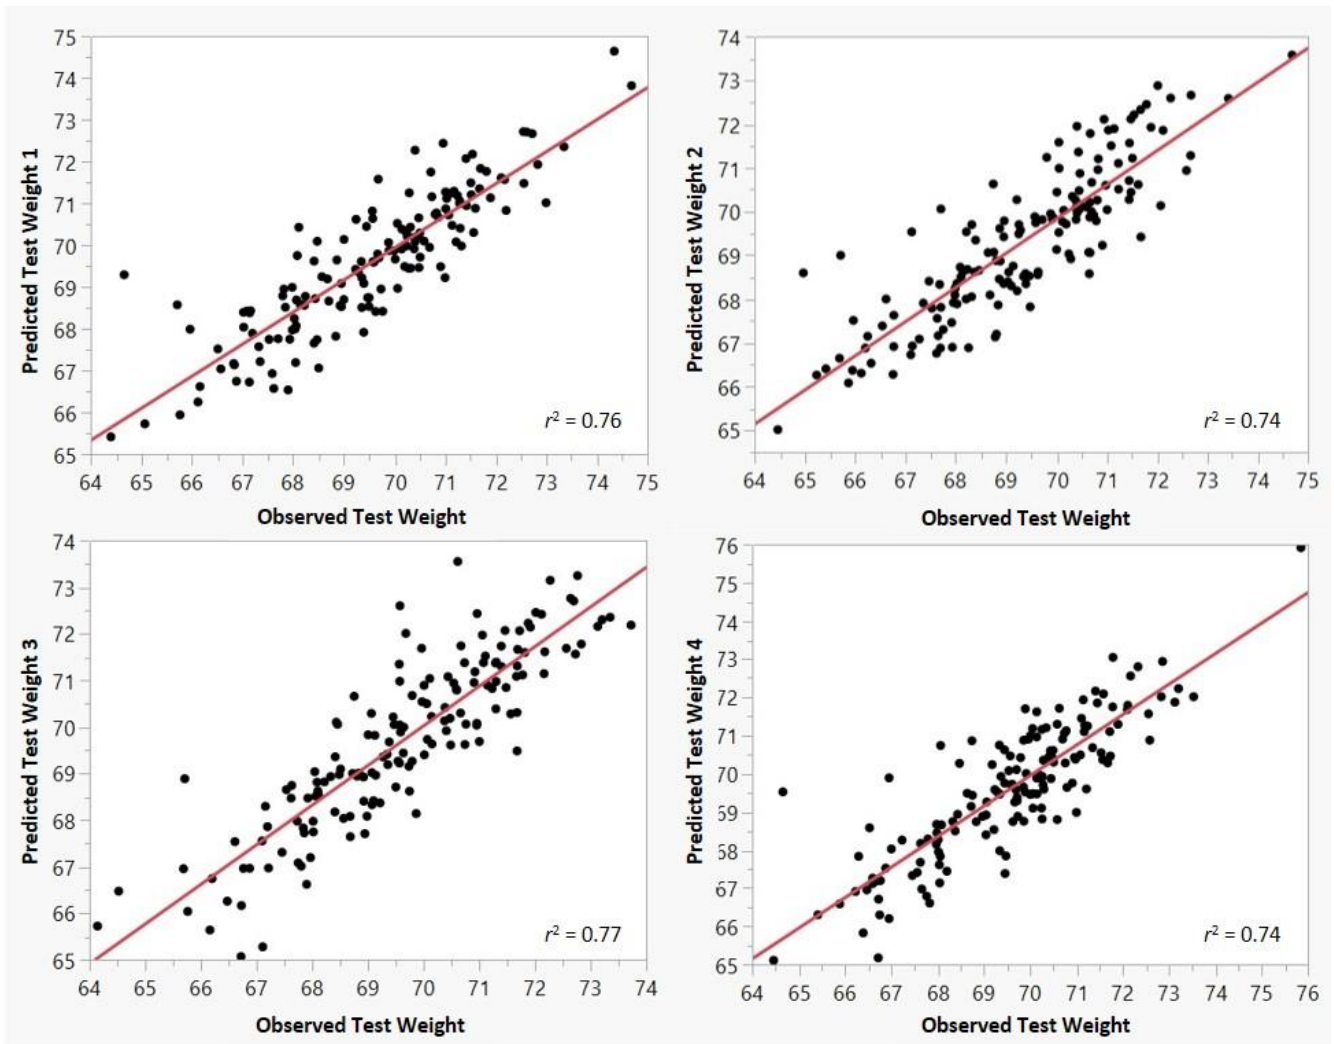 75
74
73
72
71
70
69
68
67
66
65
Predicted Test Weight 1
r² = 0.76
64 65 66 67 68 69 70 71 72 73 74 75
Observed Test Weight
74
73
72
71
70
69
68
67
66
65
Predicted Test Weight 2
r² = 0.74
64 65 66 67 68 69 70 71 72 73 74 75
Observed Test Weight
74
73
72
71
70
69
68
67
66
65
Predicted Test Weight 3
r² = 0.77
64 65 66 67 68 69 70 71 72 73 74
Observed Test Weight
76
75
74
73
72
71
70
59
58
67
66
65
Predicted Test Weight 4
r² = 0.74
64 65 66 67 68 69 70 71 72 73 74 75 76
Observed Test Weight